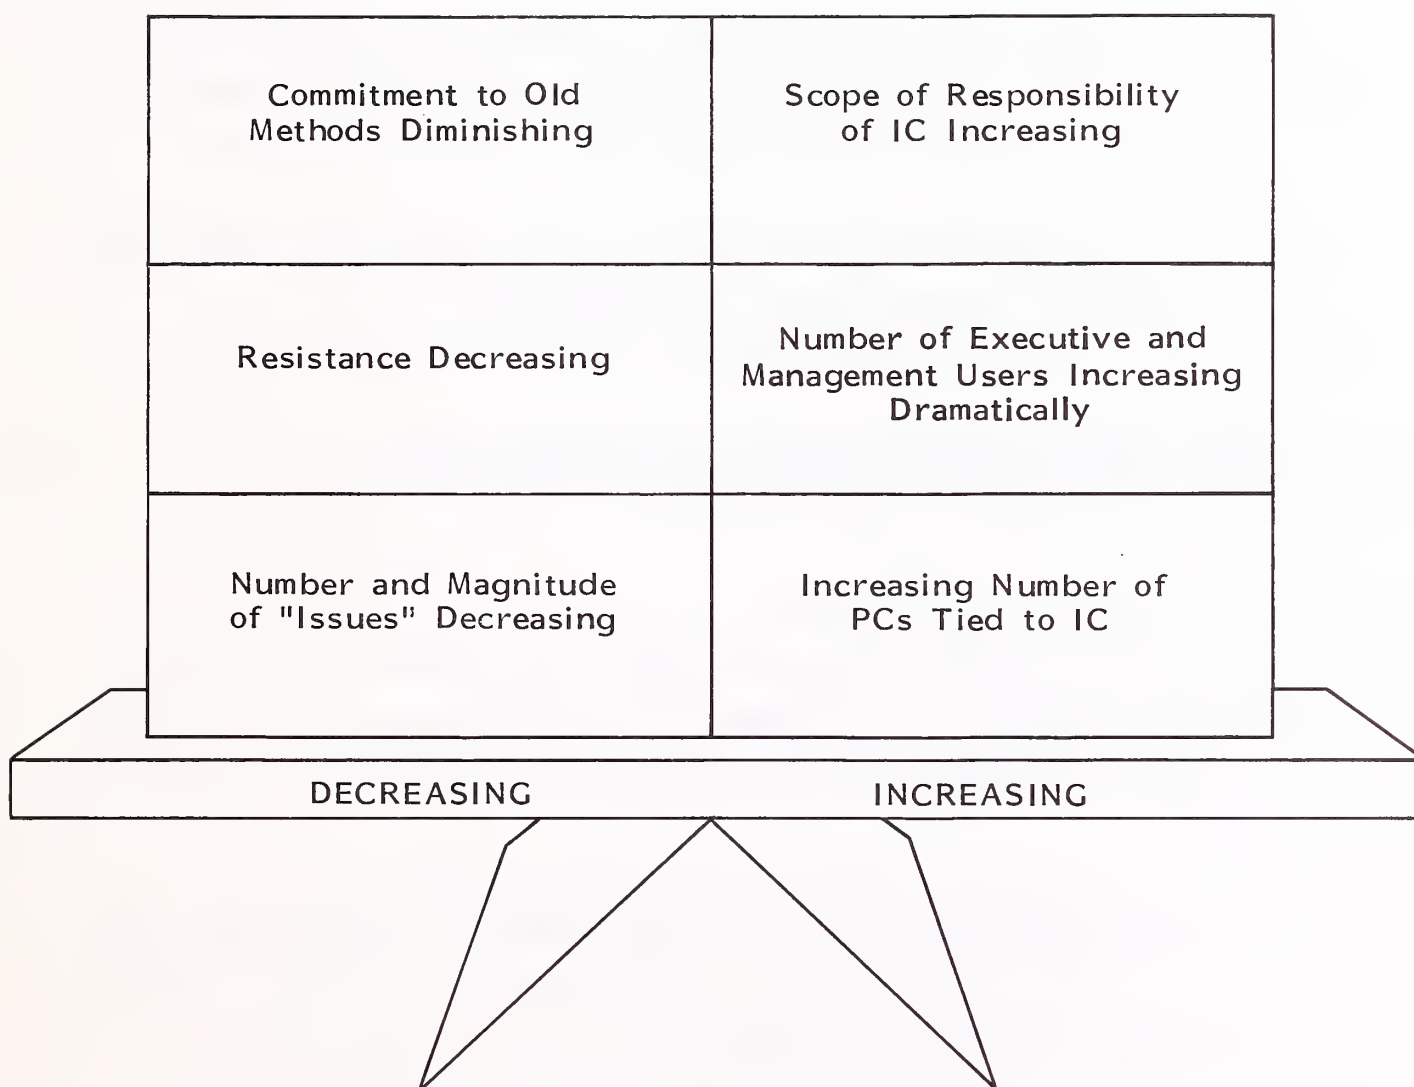 Commitment to Old
Methods Diminishing
Scope of Responsibility
of IC Increasing
Resistance Decreasing
Number of Executive and
Management Users Increasing
Dramatically
Number and Magnitude
of "Issues" Decreasing
Increasing Number of
PCs Tied to IC
DECREASING
INCREASING